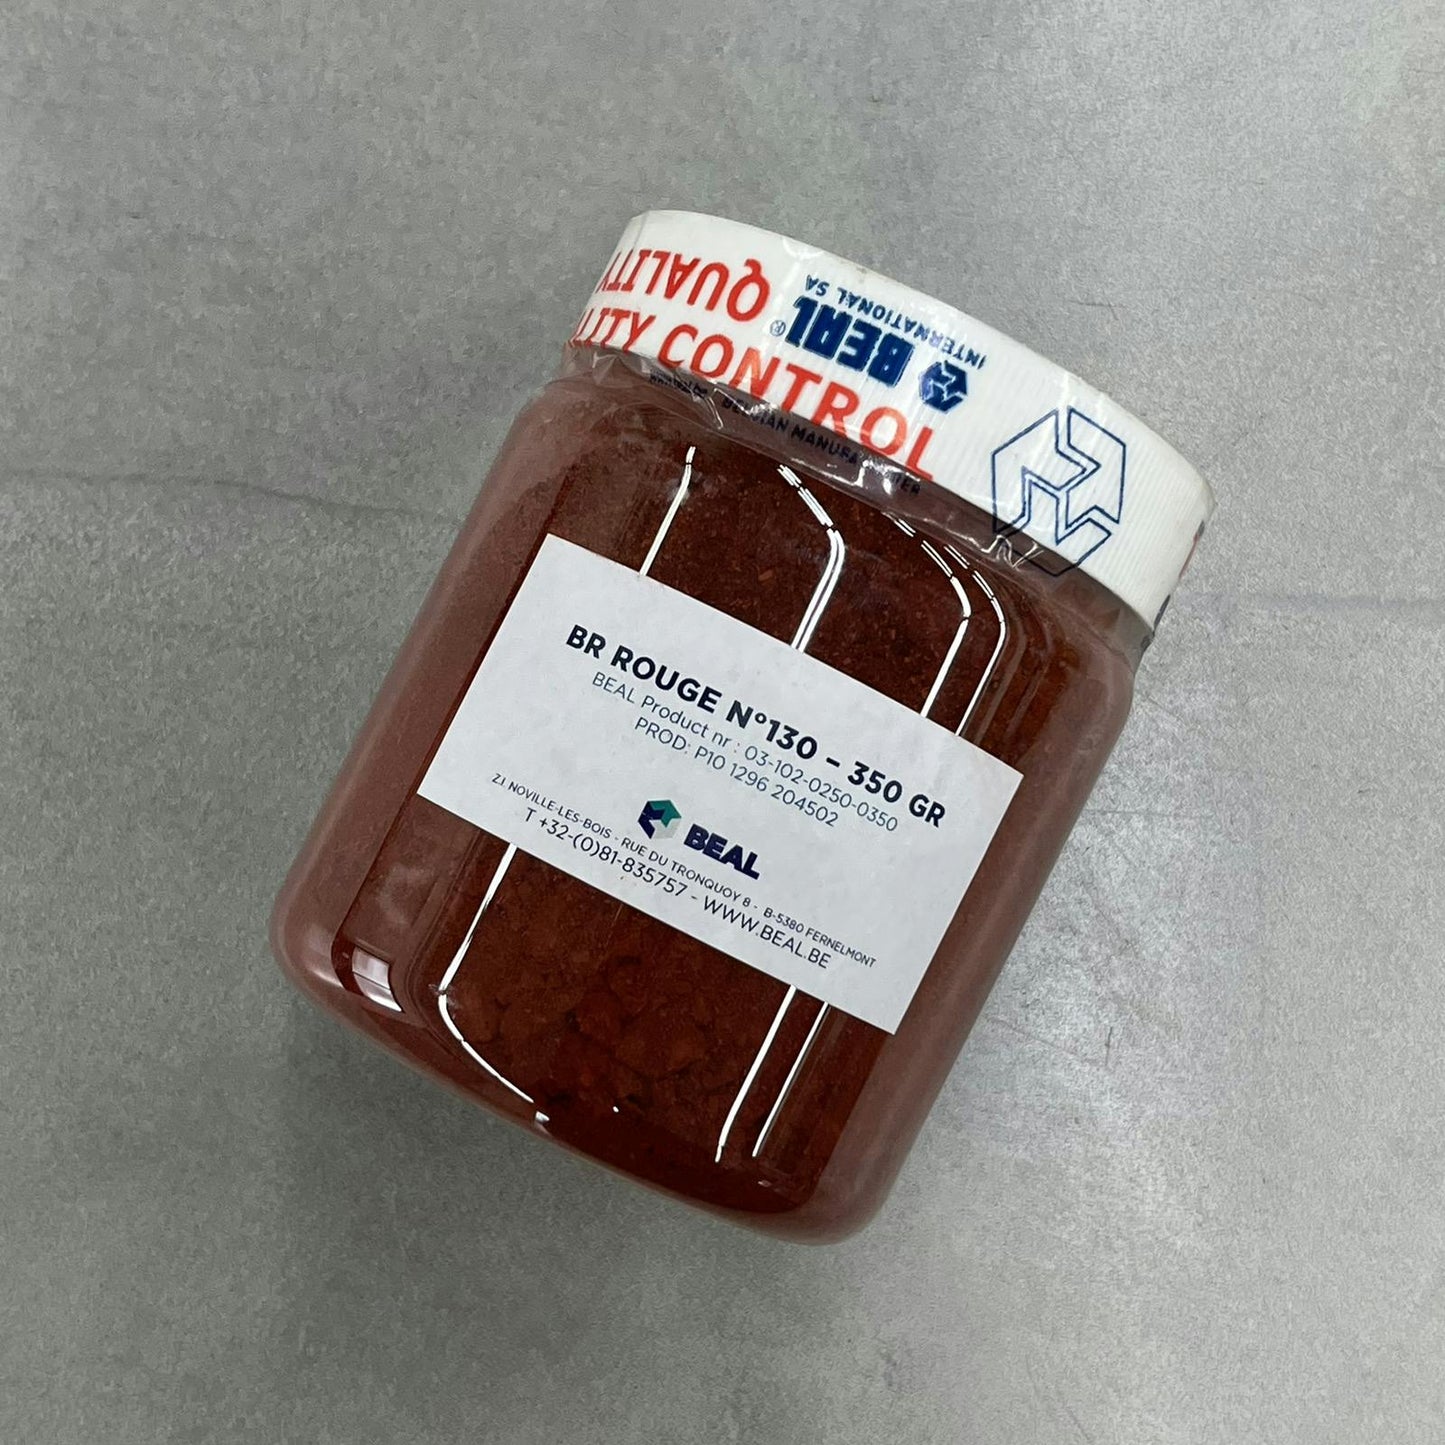 QUALITY
BEAL®
INTERNATIONAL SA
LITY CONTROL
BELGIAN MANUFACTURER
BR ROUGE N°130 – 350 GR
BEAL Product nr : 03-102-0250-0350
PROD: P10 1296 204502
BEAL
Z.I. NOVILLE-LES-BOIS - RUE DU TRONQUOY 8 - B-5380 FERNELMONT
T +32-(0)81-835757 - WWW.BEAL.BE